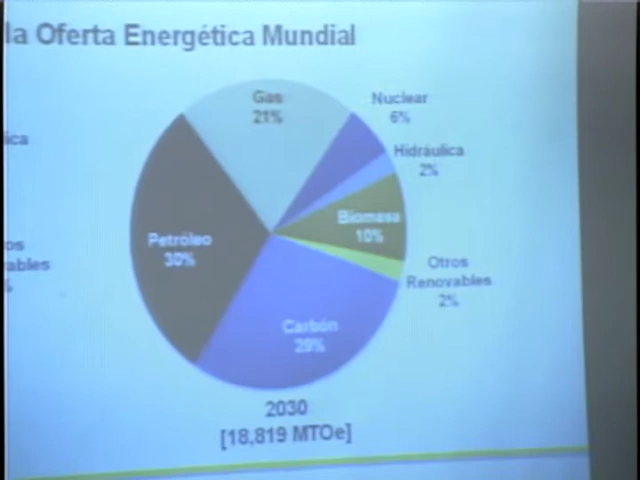 la Oferta Energética Mundial
Gas
21%
Nuclear
6%
Hidráulica
2%
Biomasa
10%
Otros
Renovables
2%
Carbón
29%
Petróleo
30%
2030
[18,819 MTOe]